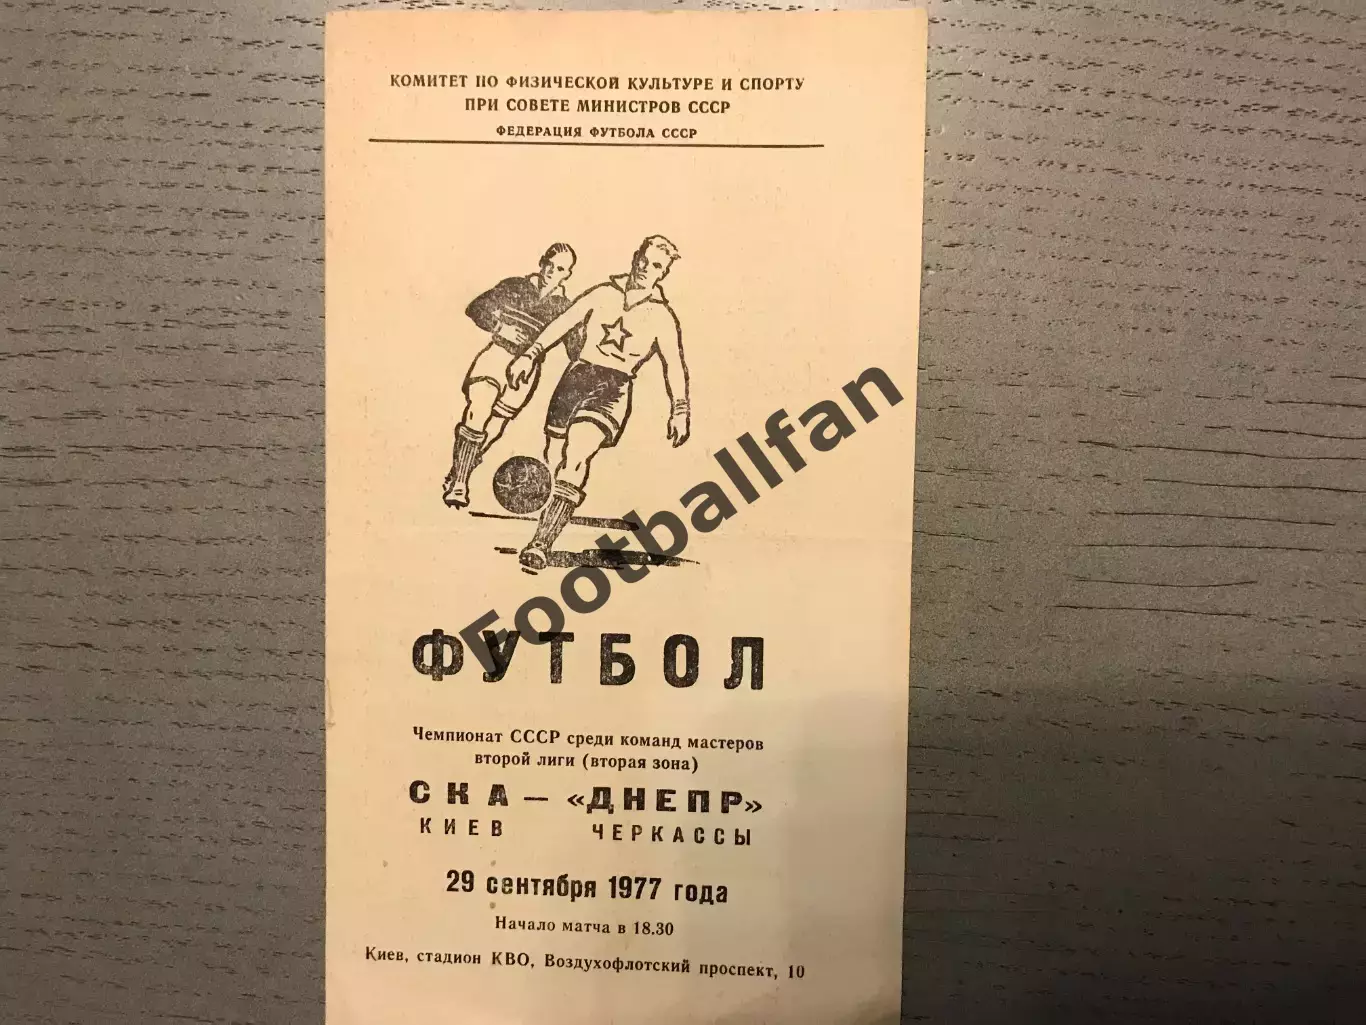 КОМИТЕТ ПО ФИЗИЧЕСКОЙ КУЛЬТУРЕ И СПОРТУ
ПРИ СОВЕТЕ МИНИСТРОВ СССР
ФЕДЕРАЦИЯ ФУТБОЛА СССР
Footballfan
ФУТБОЛ
Чемпионат СССР среди команд мастеров
второй лиги (вторая зона)
СКА — «ДНЕПР»
КИЕВ ЧЕРКАССЫ
29 сентября 1977 года
Начало матча в 18.30
Киев, стадион КВО, Воздухофлотский проспект, 10